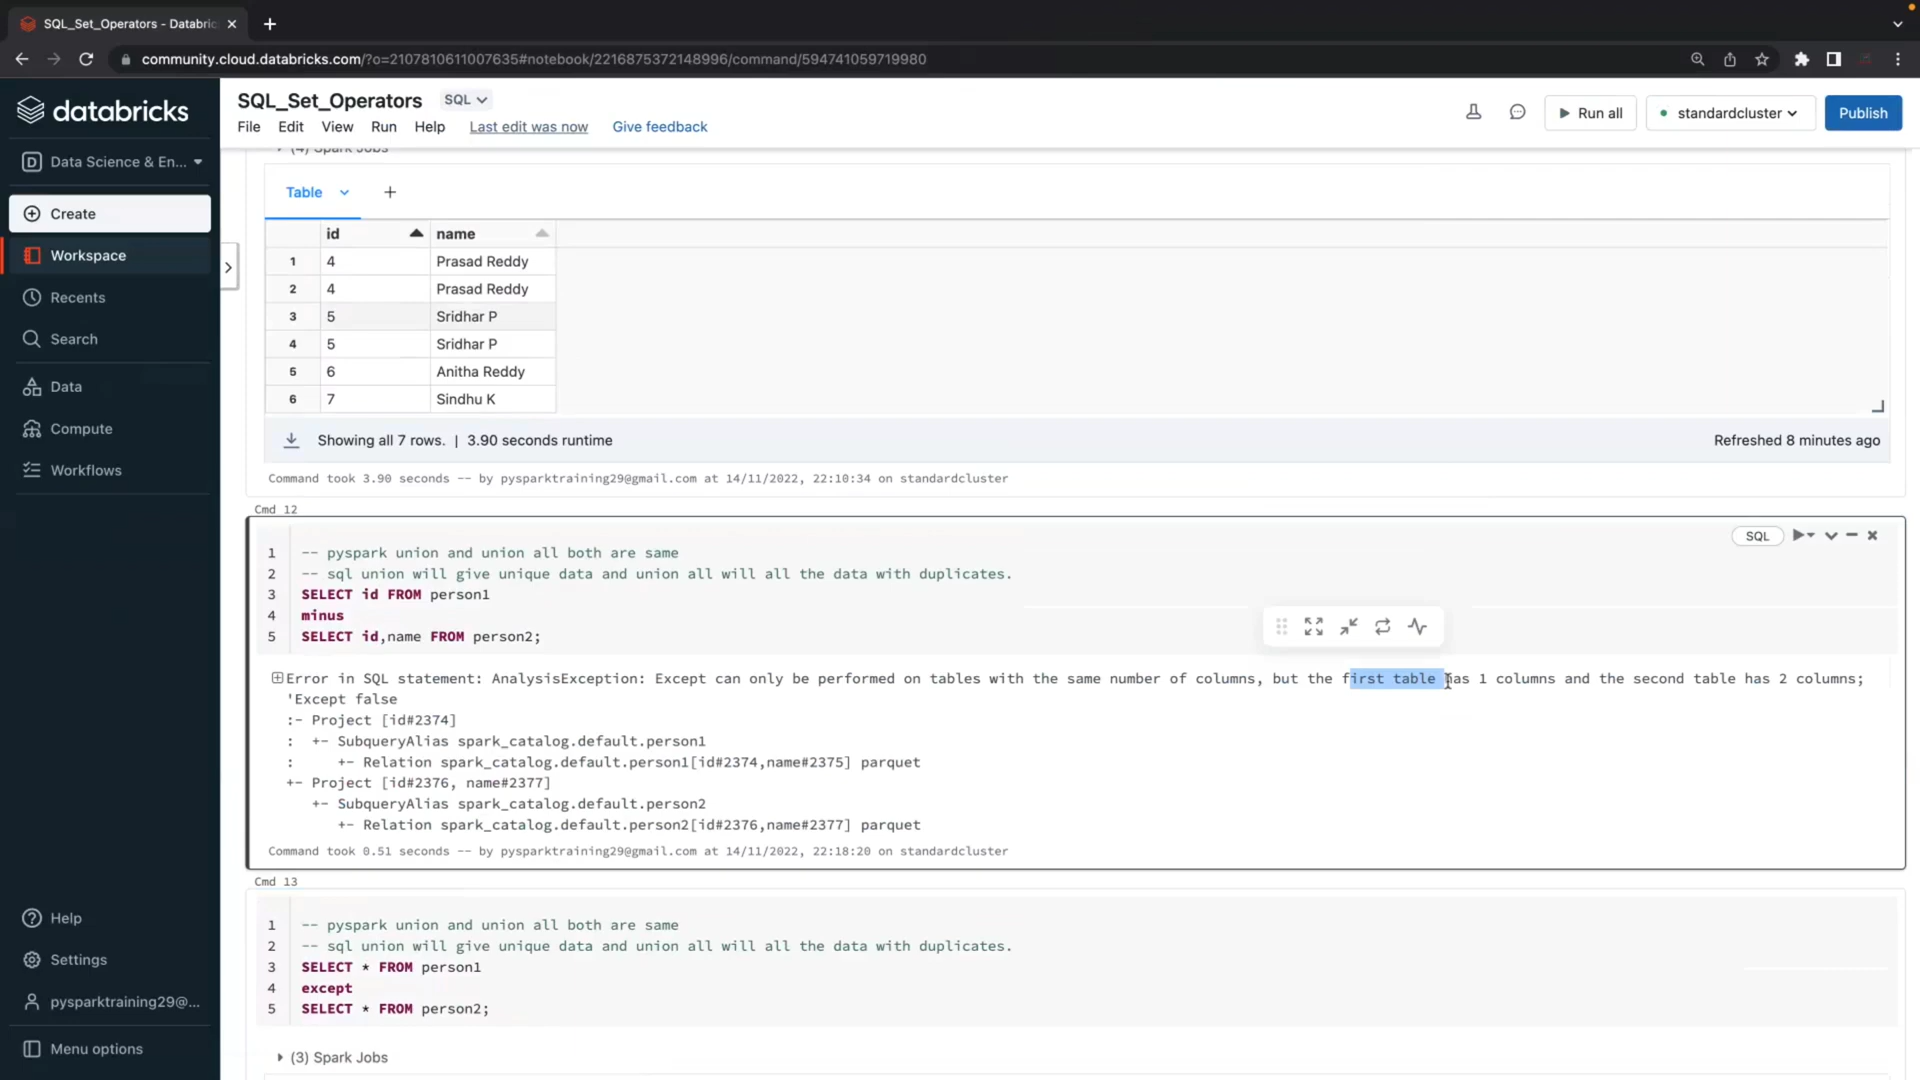 SQL_Set_Operators - Databric
community.cloud.databricks.com/?o=2107810611007635#notebook/2216875372148996/command/594741059719980
databricks
Data Science & En...
Create
Workspace
Recents
Search
Data
Compute
Workflows
Help
Settings
pysparktraining29@...
Menu options
SQL_Set_Operators SQL
File Edit View Run Help Last edit was now Give feedback
Run all standardcluster Publish
(4) Spark Jobs
Table +
id name
1 4 Prasad Reddy
2 4 Prasad Reddy
3 5 Sridhar P
4 5 Sridhar P
5 6 Anitha Reddy
6 7 Sindhu K
Showing all 7 rows. | 3.90 seconds runtime Refreshed 8 minutes ago
Command took 3.90 seconds -- by pysparktraining29@gmail.com at 14/11/2022, 22:10:34 on standardcluster
Cmd 12
SQL
1 -- pyspark union and union all both are same
2 -- sql union will give unique data and union all will all the data with duplicates.
3 SELECT id FROM person1
4 minus
5 SELECT id,name FROM person2;
Error in SQL statement: AnalysisException: Except can only be performed on tables with the same number of columns, but the first table has 1 columns and the second table has 2 columns;
'Except false
:- Project [id#2374]
: +- SubqueryAlias spark_catalog.default.person1
: +- Relation spark_catalog.default.person1[id#2374,name#2375] parquet
+- Project [id#2376, name#2377]
+- SubqueryAlias spark_catalog.default.person2
+- Relation spark_catalog.default.person2[id#2376,name#2377] parquet
Command took 0.51 seconds -- by pysparktraining29@gmail.com at 14/11/2022, 22:18:20 on standardcluster
Cmd 13
1 -- pyspark union and union all both are same
2 -- sql union will give unique data and union all will all the data with duplicates.
3 SELECT * FROM person1
4 except
5 SELECT * FROM person2;
(3) Spark Jobs